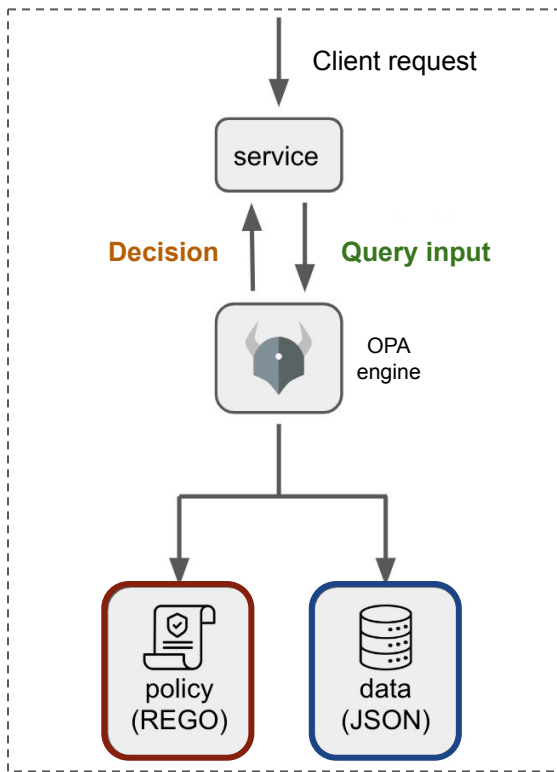 Client request
service
Decision
Query input
OPA
engine
policy
(REGO)
data
(JSON)